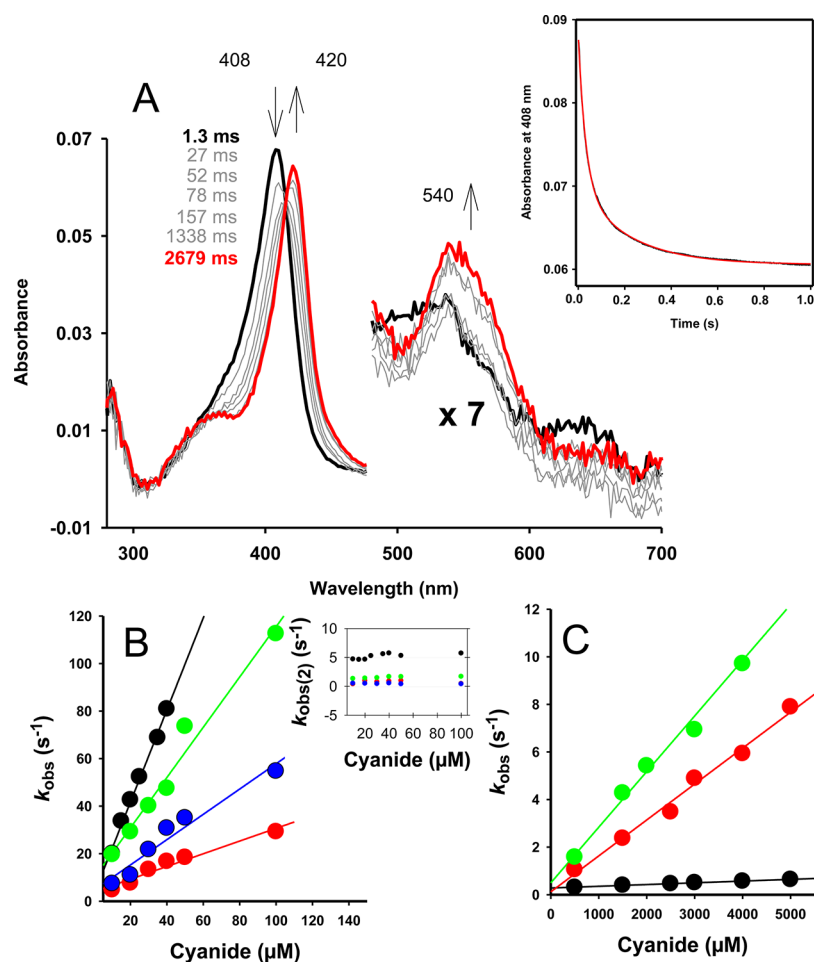 408 420
A
1.3 ms
27 ms
52 ms
78 ms
157 ms
1338 ms
2679 ms
540
x 7
0.07
0.05
0.03
0.01
-0.01
Absorbance
300 400 500 600 700
Wavelength (nm)
0.09
0.08
0.07
0.06
Absorbance at 408 nm
0.0 0.2 0.4 0.6 0.8 1.0
Time (s)
B
120
100
80
60
40
20
0
kobs (s-1)
20 40 60 80 100 120 140
Cyanide (µM)
10
5
0
-5
kobs(2) (s-1)
20 40 60 80 100
Cyanide (µM)
C
12
10
8
6
4
2
0
kobs (s-1)
0 1000 2000 3000 4000 5000
Cyanide (µM)